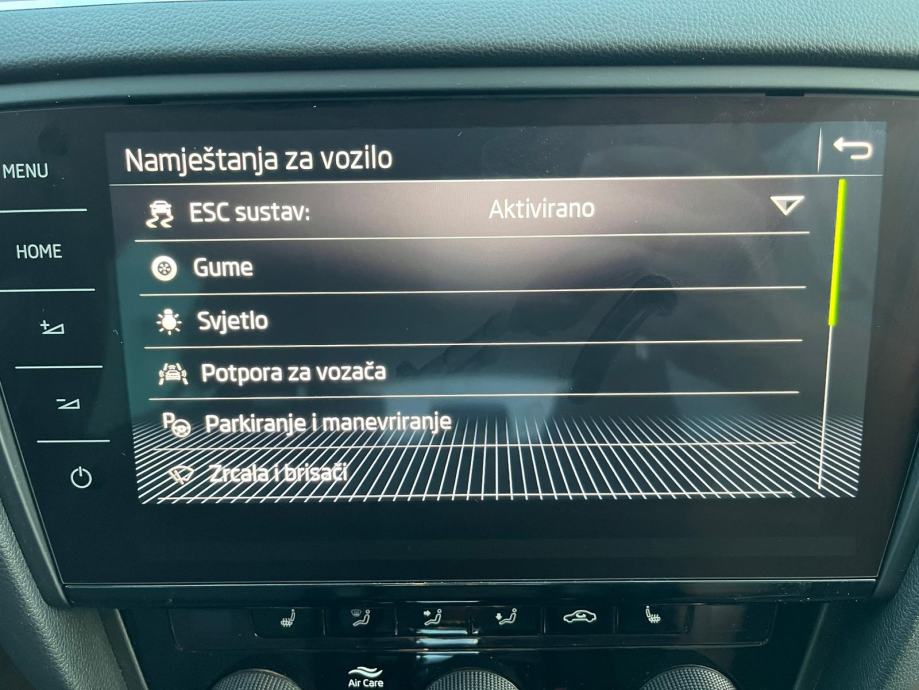 Namještanja za vozilo
MENU
ESC sustav: Aktivirano
HOME
Gume
Svjetlo
Potpora za vozača
Parkiranje i manevriranje
Zrcala i brisači
Air Care